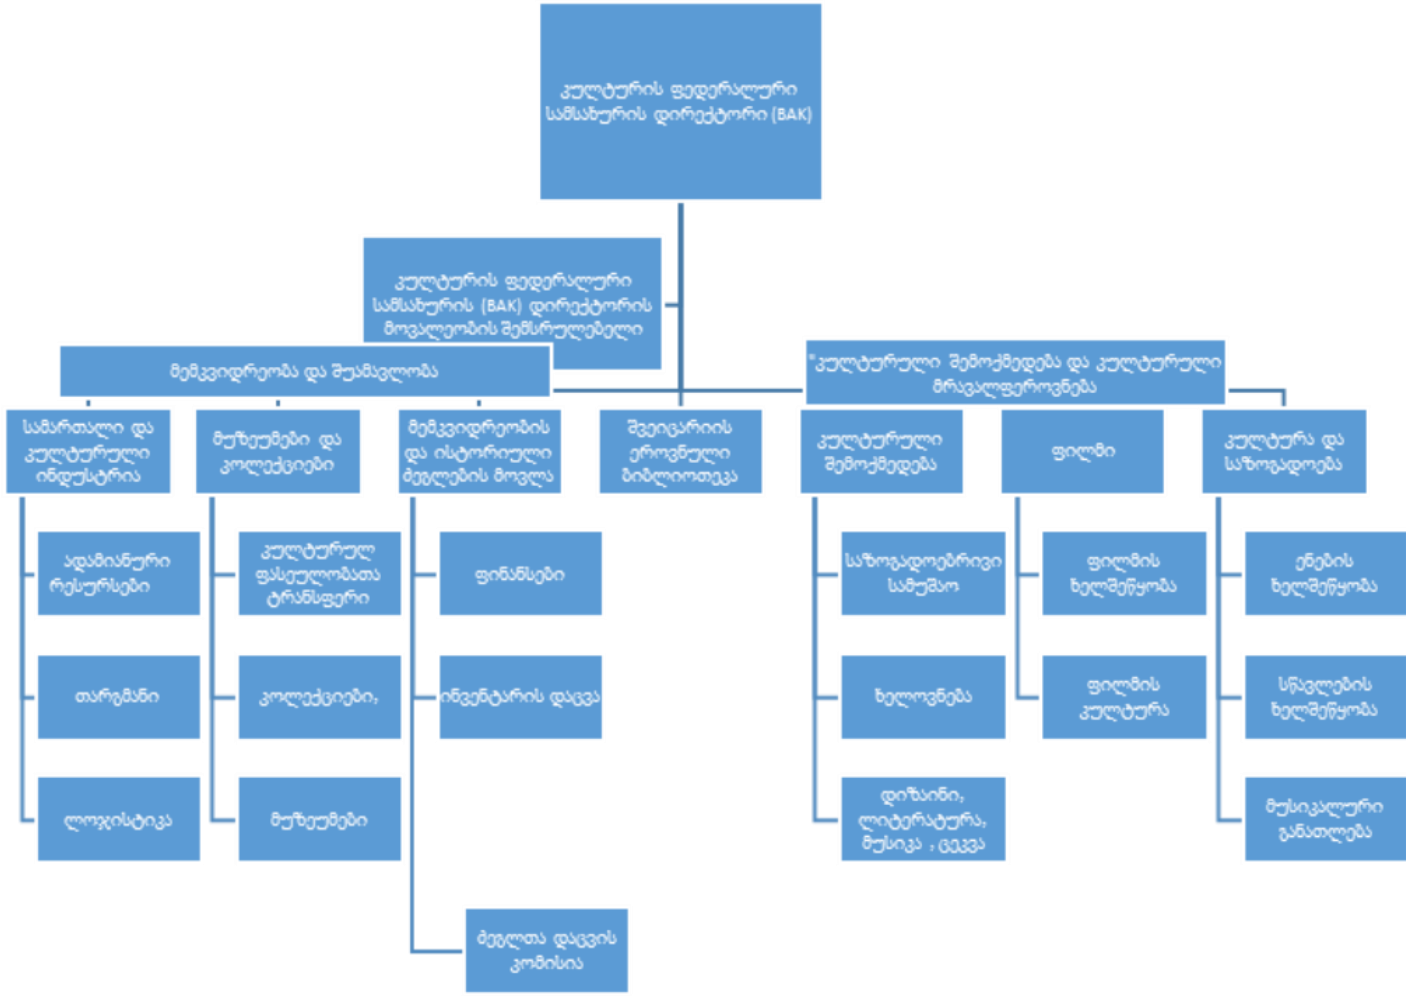 კულტურის ფედერალური
სამსახურის დირექტორი (BAK)
კულტურის ფედერალური
სამსახურის (BAK) დირექტორის
მოვალეობის შემსრულებელი
მემკვიდრეობა და შუამავლობა
"კულტურული შემოქმედება და კულტურული
მრავალფეროვნება
სამართალი და
კულტურული
ინდუსტრია
მუზეუმები და
კოლექციები
მემკვიდრეობის
და ისტორიული
ძეგლების მოვლა
შვეიცარიის
ეროვნული
ბიბლიოთეკა
კულტურული
შემოქმედება
ფილმი
კულტურა და
საზოგადოება
ადამიანური
რესურსები
კულტურულ
ფასეულობათა
ტრანსფერი
ფინანსები
საზოგადოებრივი
სამუშაო
ფილმის
ხელშეწყობა
ენების
ხელშეწყობა
თარგმანი
კოლექციები,
ინვენტარის დაცვა
ხელოვნება
ფილმის
კულტურა
სწავლების
ხელშეწყობა
ლოჯისტიკა
მუზეუმები
დიზაინი,
ლიტერატურა,
მუსიკა , ცეკვა
მუსიკალური
განათლება
ძეგლთა დაცვის
კომისია